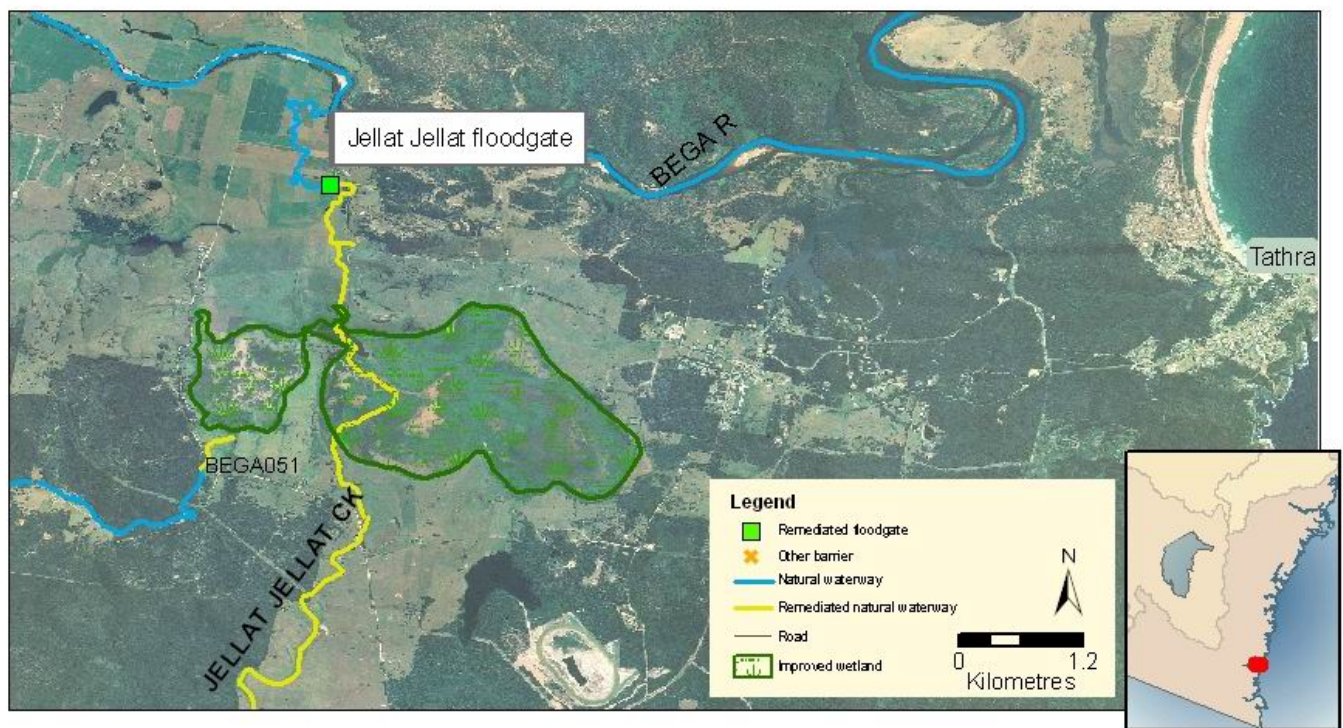 Jellat Jellat floodgate
BEGA R
Tathra
BEGA051
JELLAT JELLAT CK
Legend
Remediated floodgate
Other barrier
Natural waterway
Remediated natural waterway
Road
Improved wetland
N
0 1.2
Kilometres